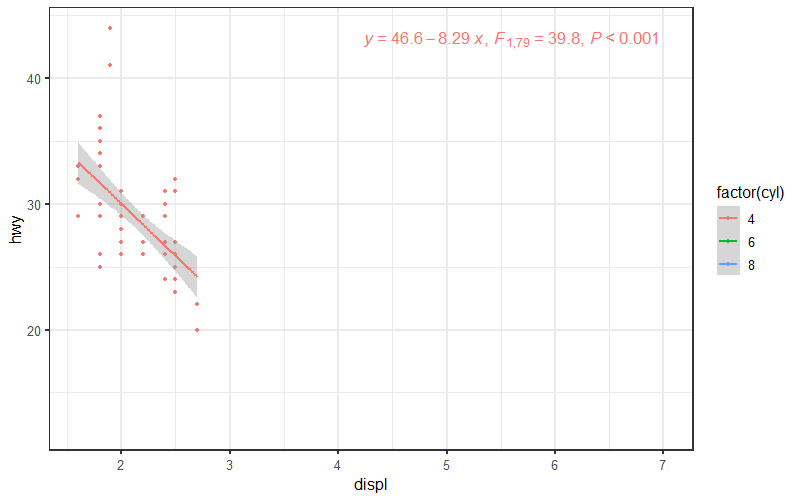 y = 46.6 – 8.29 x, F1,79 = 39.8, P < 0.001
40
30
20
hwy
2 3 4 5 6 7
displ
factor(cyl)
4
6
8